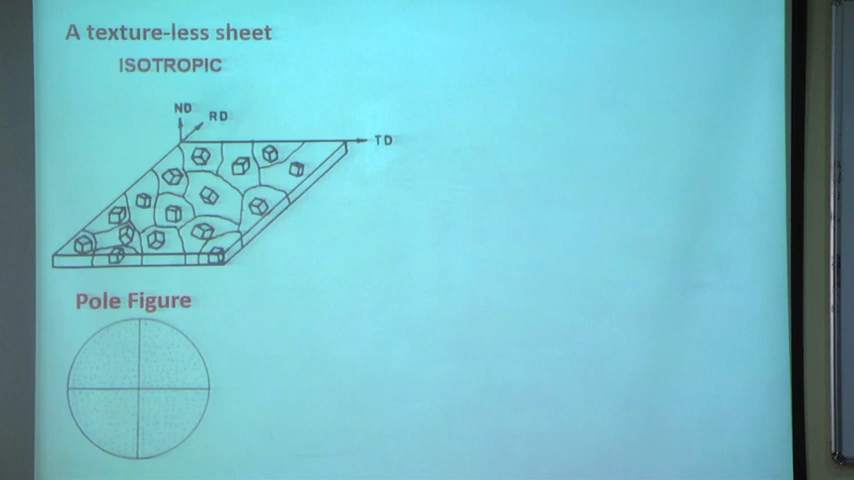 A texture-less sheet
ISOTROPIC
ND
RD
TD
Pole Figure